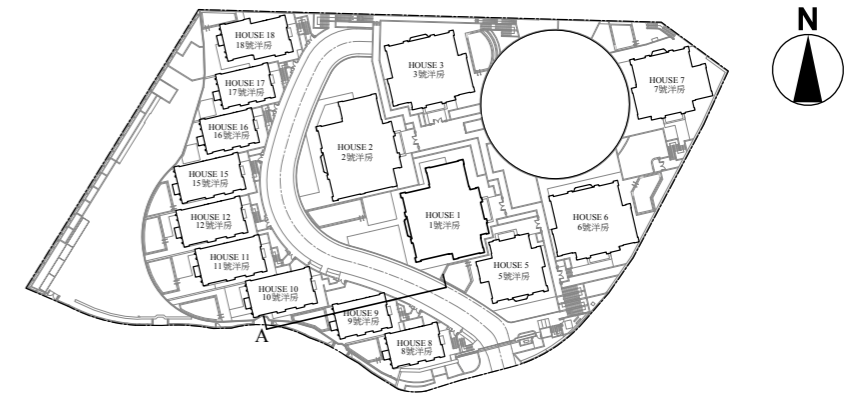 N
HOUSE 18
18號洋房
HOUSE 17
17號洋房
HOUSE 16
16號洋房
HOUSE 15
15號洋房
HOUSE 12
12號洋房
HOUSE 11
11號洋房
HOUSE 10
10號洋房
HOUSE 9
9號洋房
HOUSE 8
8號洋房
HOUSE 3
3號洋房
HOUSE 2
2號洋房
HOUSE 1
1號洋房
HOUSE 5
5號洋房
HOUSE 6
6號洋房
HOUSE 7
7號洋房
A